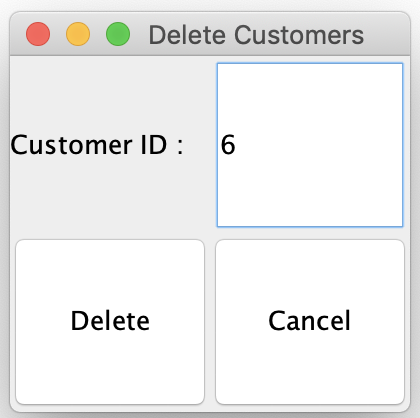 Delete Customers
Customer ID : 6
Delete Cancel